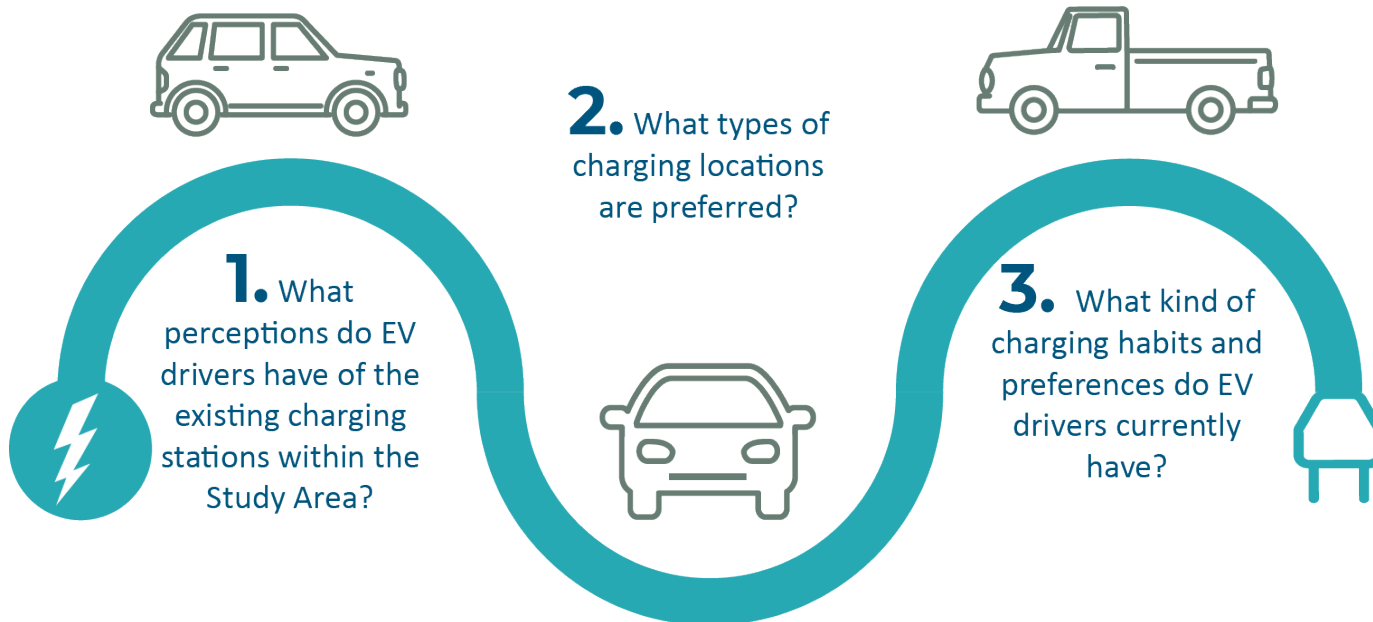 1. What
perceptions do EV
drivers have of the
existing charging
stations within the
Study Area?
2. What types of
charging locations
are preferred?
3. What kind of
charging habits and
preferences do EV
drivers currently
have?